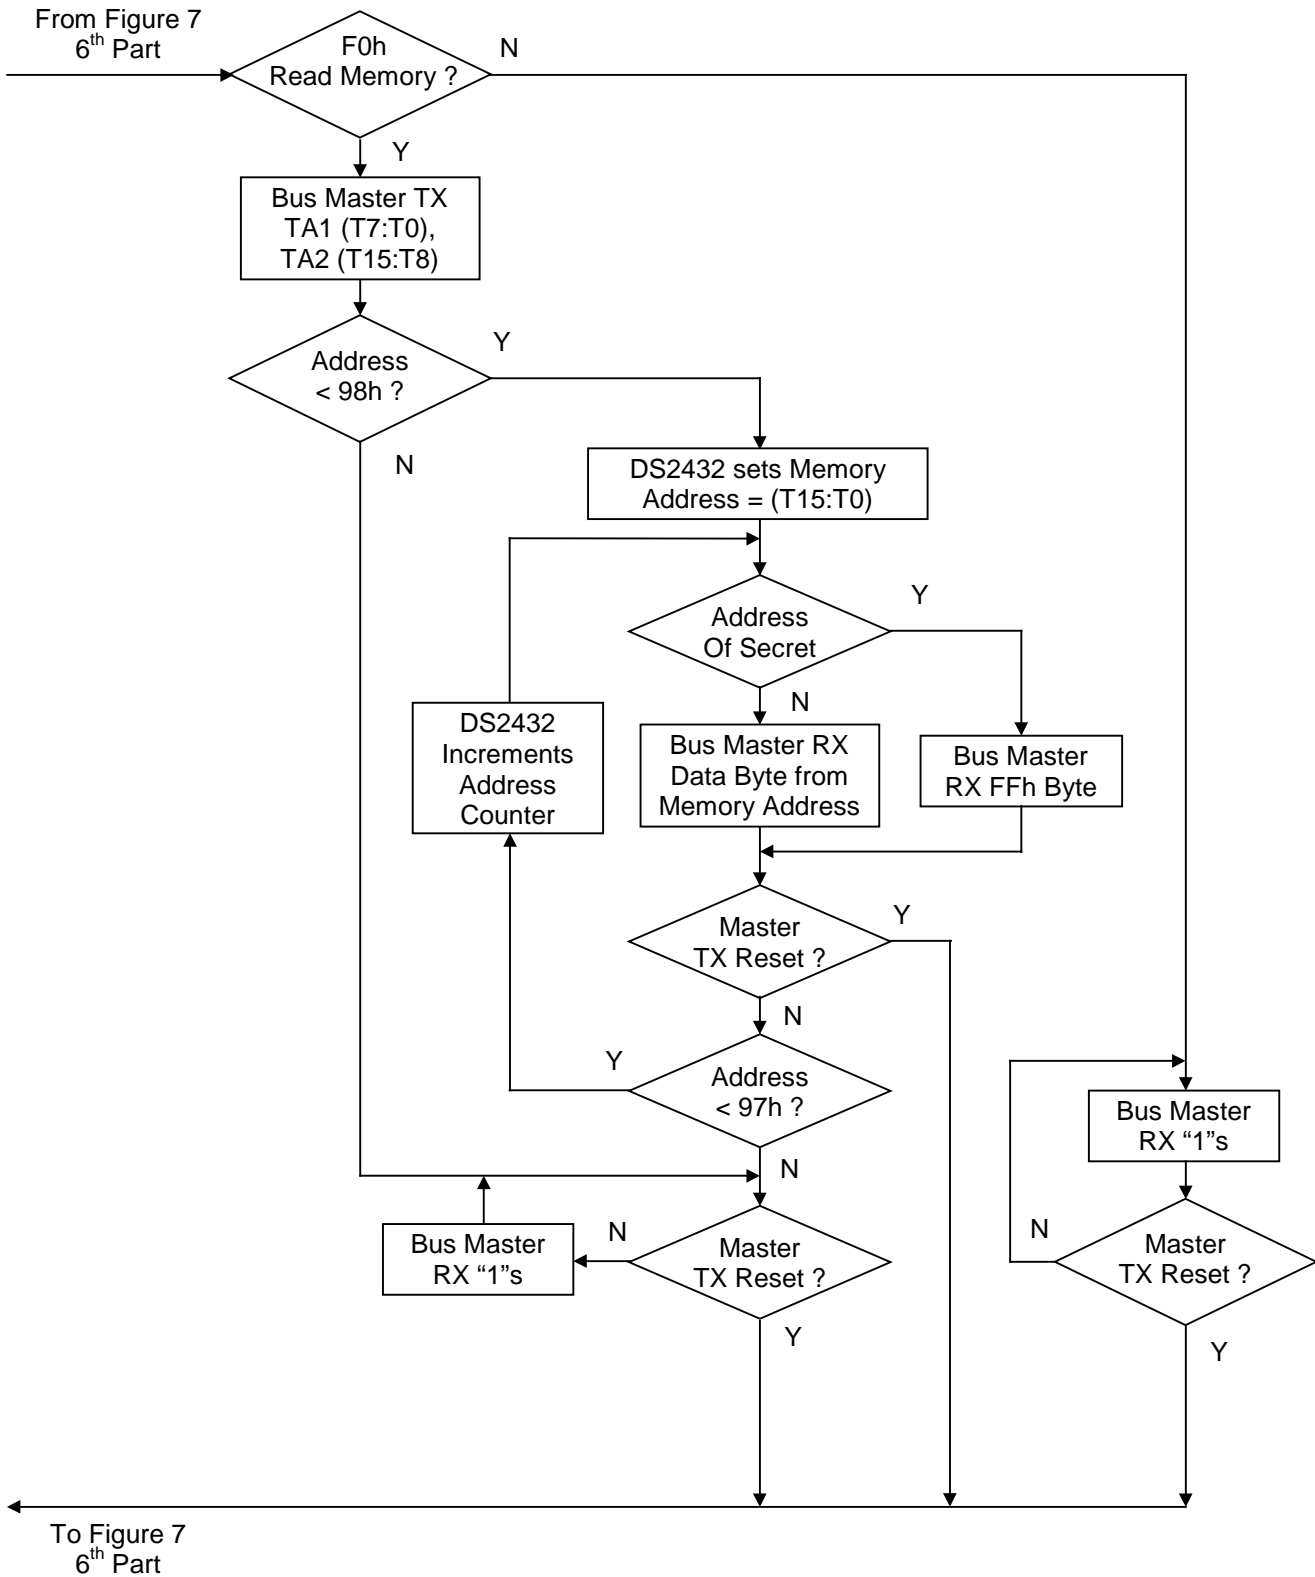 From Figure 7
6th Part
F0h
Read Memory ?
N
Y
Bus Master TX
TA1 (T7:T0),
TA2 (T15:T8)
Address
< 98h ?
Y
N
DS2432 sets Memory
Address = (T15:T0)
Address
Of Secret
Y
N
DS2432
Increments
Address
Counter
Bus Master RX
Data Byte from
Memory Address
Bus Master
RX FFh Byte
Master
TX Reset ?
Y
N
Address
< 97h ?
Y
N
Bus Master
RX “1”s
Master
TX Reset ?
N
Y
Bus Master
RX “1”s
N
Master
TX Reset ?
Y
To Figure 7
6th Part